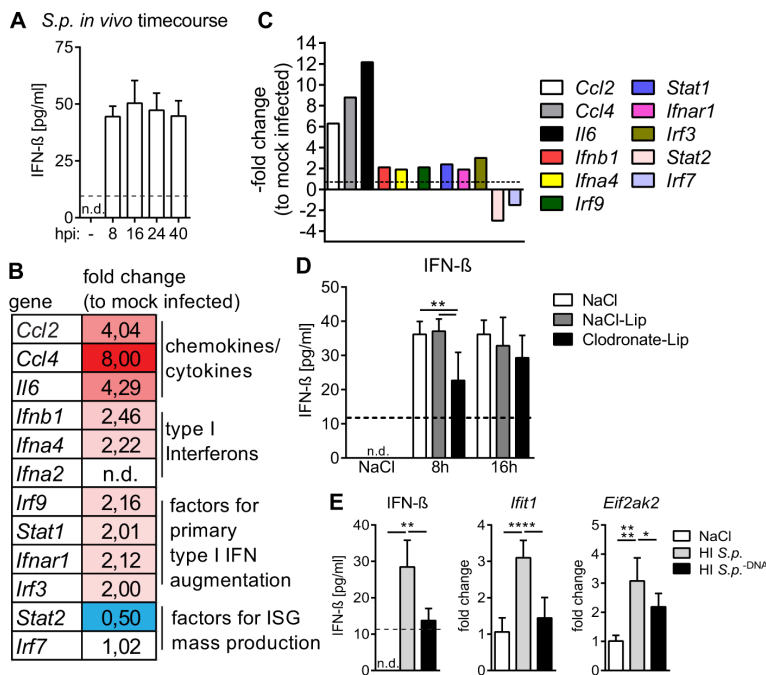 A S.p. in vivo timecourse
IFN-ß [pg/ml]
75
50
25
0
n.d.
hpi: - 8 16 24 40
B fold change
gene (to mock infected)
Ccl2 4,04
Ccl4 8,00
Il6 4,29
Ifnb1 2,46
Ifna4 2,22
Ifna2 n.d.
Irf9 2,16
Stat1 2,01
Ifnar1 2,12
Irf3 2,00
Stat2 0,50
Irf7 1,02
chemokines/
cytokines
type I
Interferons
factors for
primary
type I IFN
augmentation
factors for ISG
mass production
C
-fold change
(to mock infected)
14
12
10
8
6
4
2
0
-2
-4
Ccl2
Ccl4
Il6
Ifnb1
Ifna4
Irf9
Stat1
Ifnar1
Irf3
Stat2
Irf7
D IFN-ß
IFN-ß [pg/ml]
50
40
30
20
10
0
**
n.d.
NaCl 8h 16h
NaCl
NaCl-Lip
Clodronate-Lip
E IFN-ß
IFN-ß [pg/ml]
40
30
20
10
0
**
n.d.
Ifit1
fold change
5
4
3
2
1
0
****
Eif2ak2
fold change
5
4
3
2
1
0
**
** *
NaCl
HI S.p.
HI S.p.-DNA